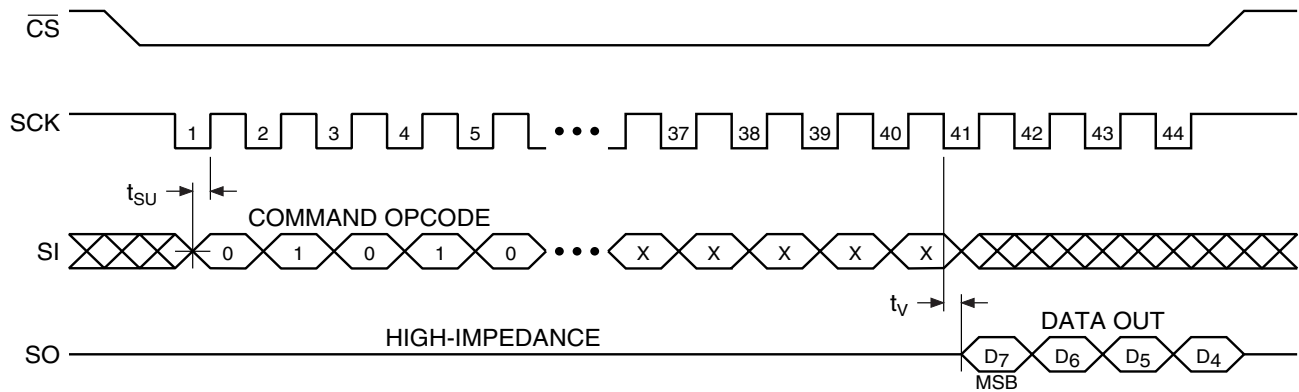 CS
SCK 1 2 3 4 5 ••• 37 38 39 40 41 42 43 44
tSU
COMMAND OPCODE
SI 0 1 0 1 0 ••• X X X X X
tV
HIGH-IMPEDANCE
DATA OUT
SO D7 D6 D5 D4
MSB